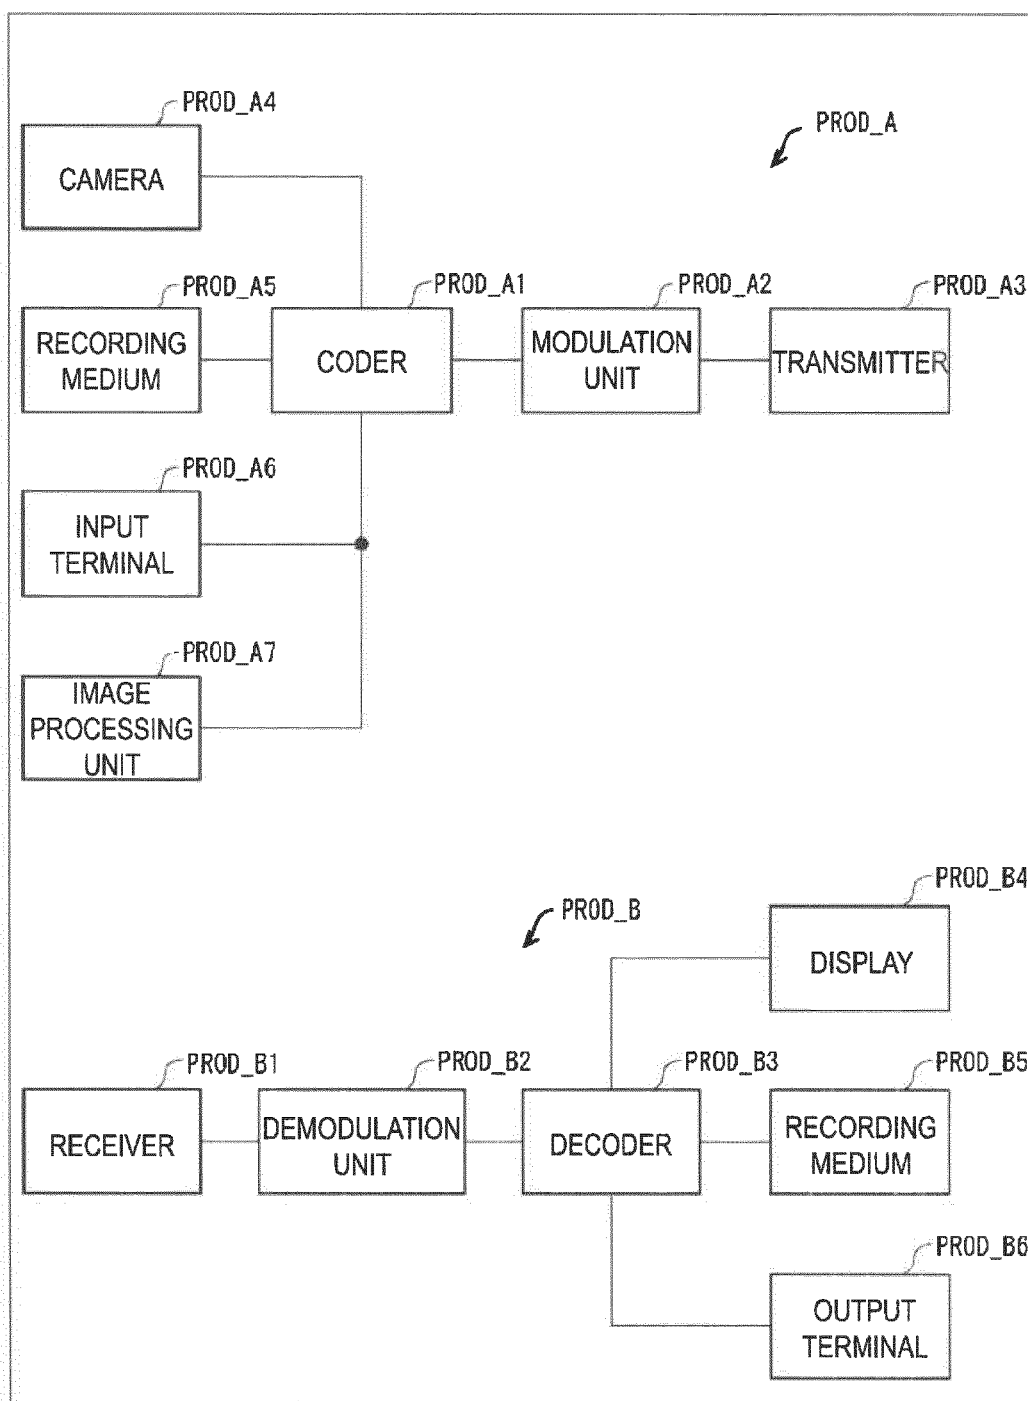 PROD_A4
PROD_A
CAMERA
PROD_A5
PROD_A1
PROD_A2
PROD_A3
RECORDING
MEDIUM
CODER
MODULATION
UNIT
TRANSMITTER
PROD_A6
INPUT
TERMINAL
PROD_A7
IMAGE
PROCESSING
UNIT
PROD_B4
PROD_B
DISPLAY
PROD_B1
PROD_B2
PROD_B3
PROD_B5
RECEIVER
DEMODULATION
UNIT
DECODER
RECORDING
MEDIUM
PROD_B6
OUTPUT
TERMINAL